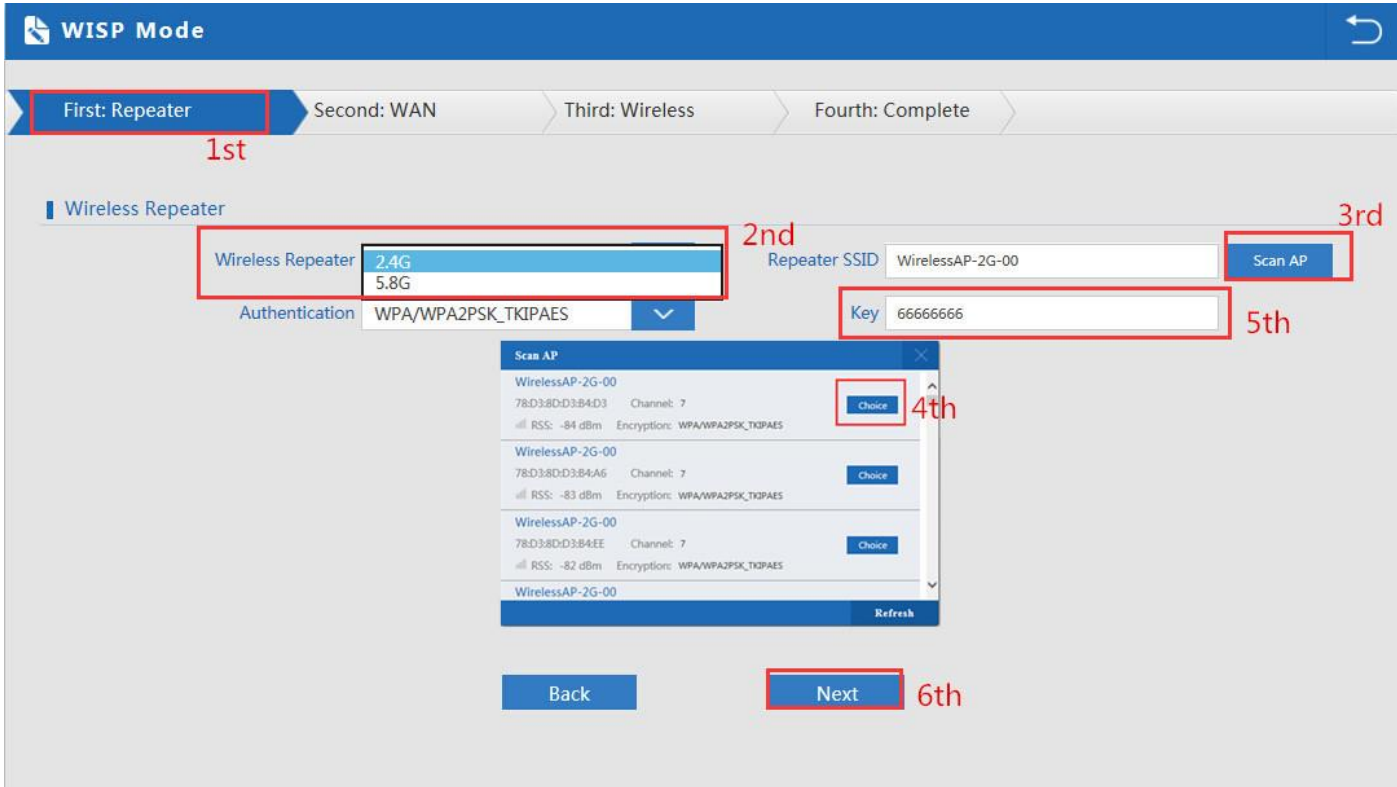 WISP Mode
First: Repeater
Second: WAN
Third: Wireless
Fourth: Complete
1st
Wireless Repeater
3rd
2nd
Wireless Repeater
2.4G
5.8G
Repeater SSID
WirelessAP-2G-00
Scan AP
Authentication
WPA/WPA2PSK_TKIPAES
Key
66666666
5th
Scan AP
WirelessAP-2G-00
78:D3:8D:D3:B4:D3 Channel: 7
Choice
4th
RSS: -84 dBm Encryption: WPA/WPA2PSK_TKIPAES
WirelessAP-2G-00
78:D3:8D:D3:B4:A6 Channel: 7
Choice
RSS: -83 dBm Encryption: WPA/WPA2PSK_TKIPAES
WirelessAP-2G-00
78:D3:8D:D3:B4:EE Channel: 7
Choice
RSS: -82 dBm Encryption: WPA/WPA2PSK_TKIPAES
WirelessAP-2G-00
Refresh
Back
Next
6th